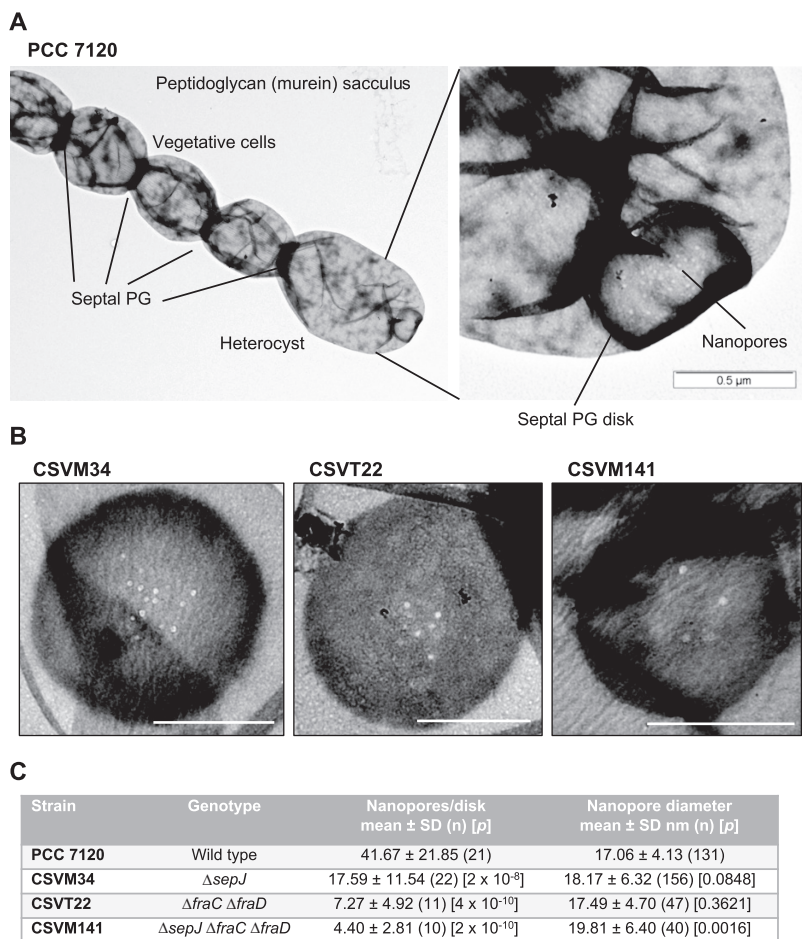 A
PCC 7120
Peptidoglycan (murein) sacculus
Vegetative cells
Septal PG
Heterocyst
Nanopores
0.5 µm
Septal PG disk
B
CSVM34
CSVT22
CSVM141
C
Strain Genotype Nanopores/disk Nanopore diameter
mean ± SD (n) [p] mean ± SD nm (n) [p]
PCC 7120 Wild type 41.67 ± 21.85 (21) 17.06 ± 4.13 (131)
CSVM34 ΔsepJ 17.59 ± 11.54 (22) [2 x 10⁻⁸] 18.17 ± 6.32 (156) [0.0848]
CSVT22 ΔfraC ΔfraD 7.27 ± 4.92 (11) [4 x 10⁻¹⁰] 17.49 ± 4.70 (47) [0.3621]
CSVM141 ΔsepJ ΔfraC ΔfraD 4.40 ± 2.81 (10) [2 x 10⁻¹⁰] 19.81 ± 6.40 (40) [0.0016]